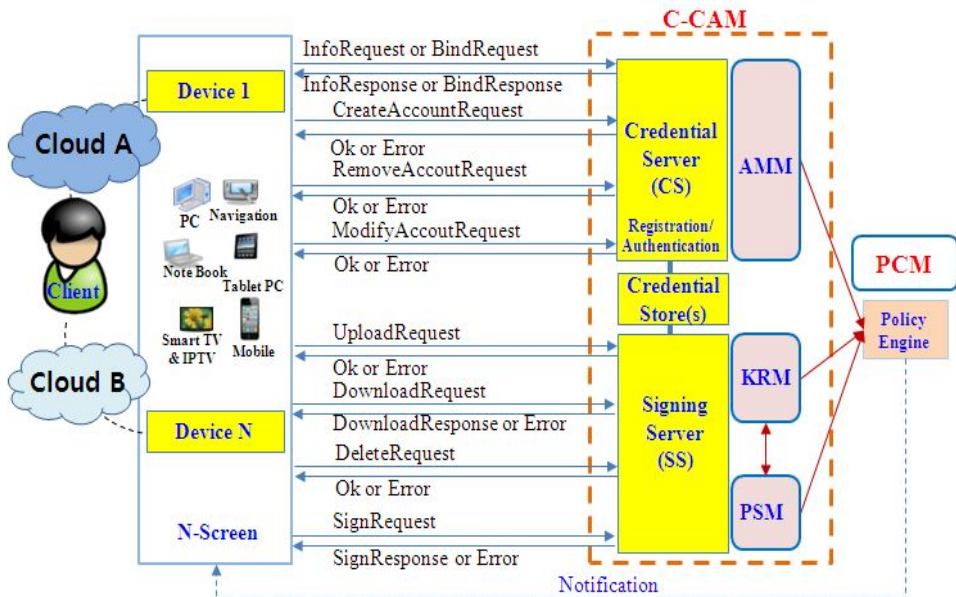 C-CAM
InfoRequest or BindRequest
Device 1
InfoResponse or BindResponse
CreateAccountRequest
Cloud A
Credential
Server
(CS)
AMM
Ok or Error
RemoveAccoutRequest
PC
Navigation
Ok or Error
ModifyAccoutRequest
Registration/
Authentication
Note Book
Tablet PC
Ok or Error
PCM
Client
Credential
Store(s)
Smart TV
& IPTV
Mobile
UploadRequest
Policy
Engine
Ok or Error
Cloud B
DownloadRequest
KRM
Device N
DownloadResponse or Error
Signing
Server
(SS)
DeleteRequest
Ok or Error
PSM
N-Screen
SignRequest
SignResponse or Error
Notification